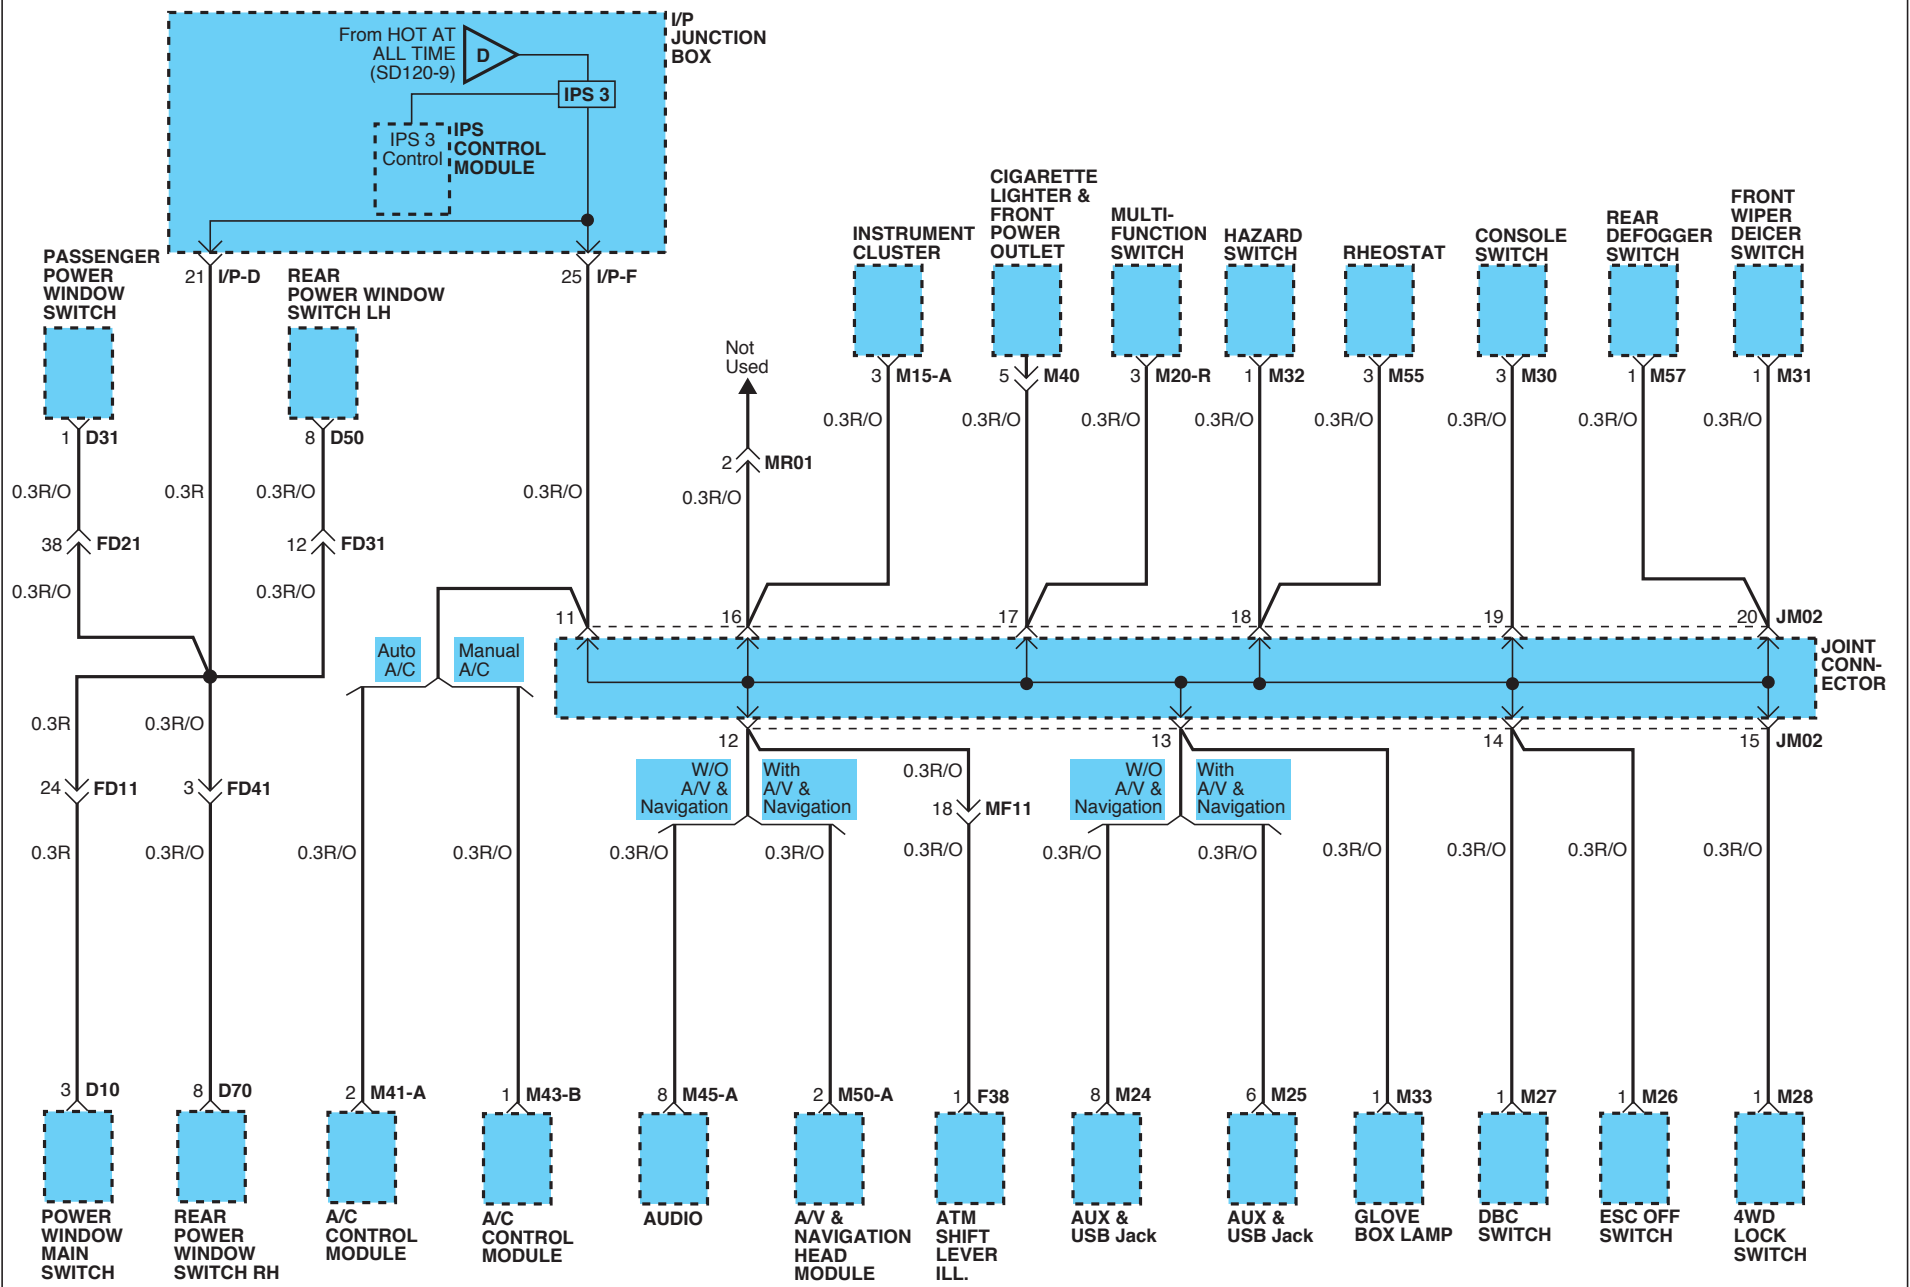 From HOT AT
ALL TIME
(SD120-9)
D
IPS 3
IPS 3
Control
IPS
CONTROL
MODULE
I/P
JUNCTION
BOX
21 I/P-D
25 I/P-F
PASSENGER
POWER
WINDOW
SWITCH
1 D31
REAR
POWER WINDOW
SWITCH LH
8 D50
Not
Used
2 MR01
0.3R/O
INSTRUMENT
CLUSTER
3 M15-A
CIGARETTE
LIGHTER &
FRONT
POWER
OUTLET
5 M40
MULTI-
FUNCTION
SWITCH
3 M20-R
HAZARD
SWITCH
1 M32
RHEOSTAT
3 M55
CONSOLE
SWITCH
3 M30
REAR
DEFOGGER
SWITCH
1 M57
FRONT
WIPER
DEICER
SWITCH
1 M31
0.3R/O
0.3R/O
0.3R/O
0.3R/O
0.3R/O
0.3R/O
0.3R/O
0.3R/O
0.3R/O
0.3R
0.3R/O
0.3R/O
38 FD21
12 FD31
0.3R/O
0.3R/O
11
16
17
18
19
20 JM02
JOINT
CONN-
ECTOR
Auto
A/C
Manual
A/C
0.3R
0.3R/O
24 FD11
3 FD41
12
13
14
15 JM02
W/O
A/V &
Navigation
With
A/V &
Navigation
0.3R/O
18 MF11
W/O
A/V &
Navigation
With
A/V &
Navigation
0.3R
0.3R/O
0.3R/O
0.3R/O
0.3R/O
0.3R/O
0.3R/O
0.3R/O
0.3R/O
0.3R/O
0.3R/O
0.3R/O
0.3R/O
3 D10
8 D70
2 M41-A
1 M43-B
8 M45-A
2 M50-A
1 F38
8 M24
6 M25
1 M33
1 M27
1 M26
1 M28
POWER
WINDOW
MAIN
SWITCH
REAR
POWER
WINDOW
SWITCH RH
A/C
CONTROL
MODULE
A/C
CONTROL
MODULE
AUDIO
A/V &
NAVIGATION
HEAD
MODULE
ATM
SHIFT
LEVER
ILL.
AUX &
USB Jack
AUX &
USB Jack
GLOVE
BOX LAMP
DBC
SWITCH
ESC OFF
SWITCH
4WD
LOCK
SWITCH